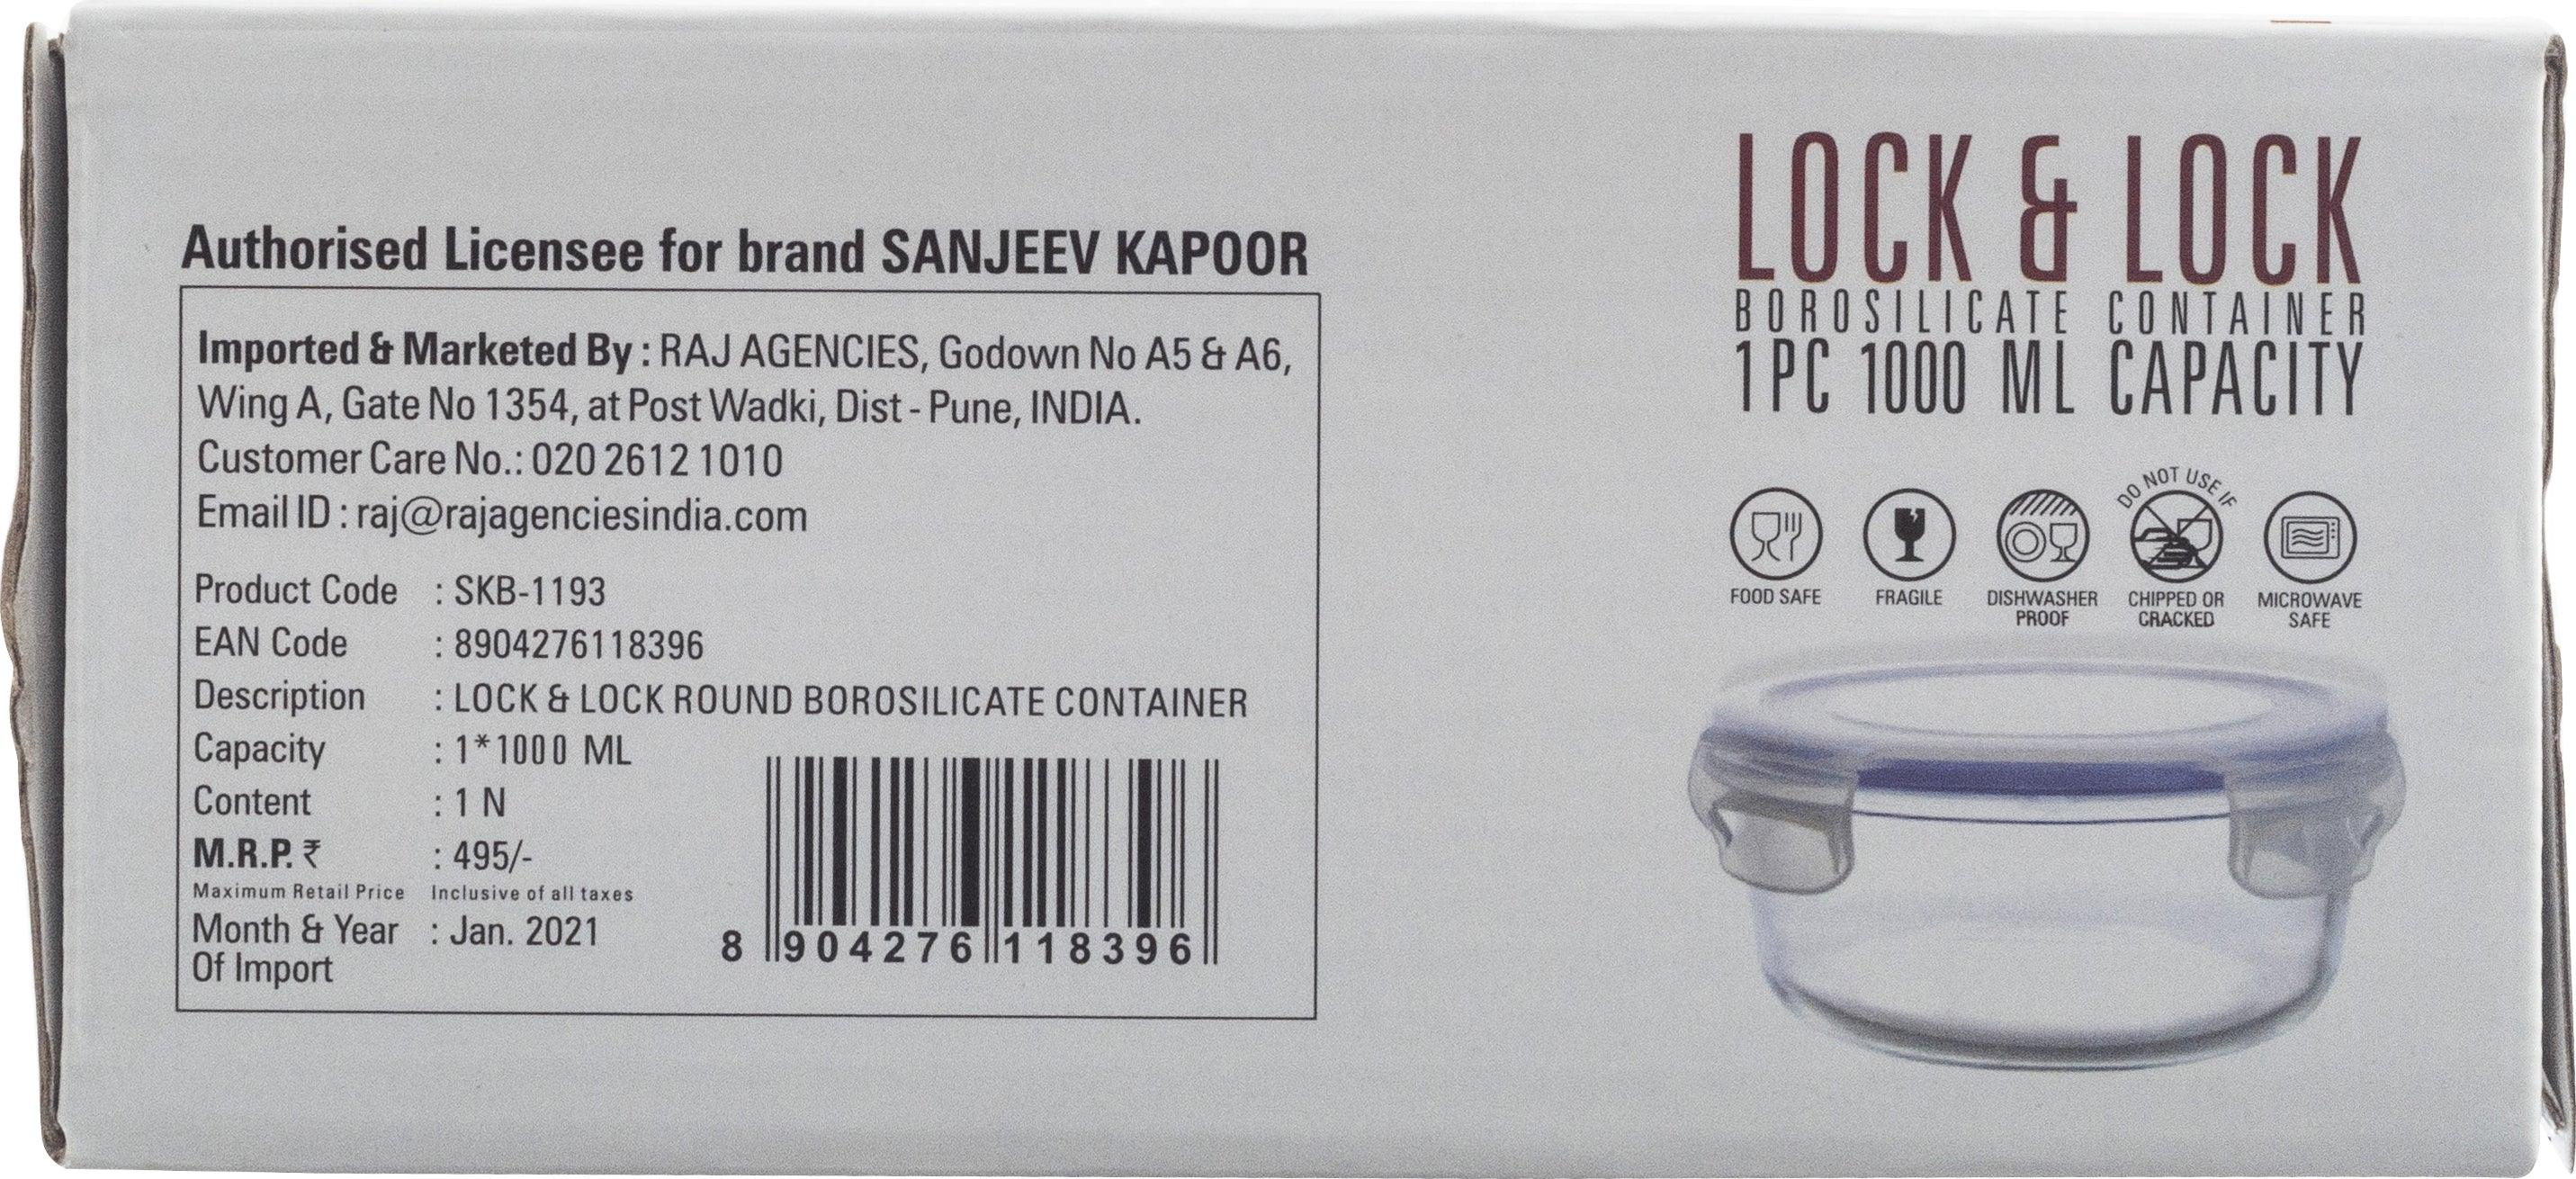 Authorised Licensee for brand SANJEEV KAPOOR
Imported & Marketed By : RAJ AGENCIES, Godown No A5 & A6,
Wing A, Gate No 1354, at Post Wadki, Dist - Pune, INDIA.
Customer Care No.: 020 2612 1010
Email ID : raj@rajagenciesindia.com
Product Code : SKB-1193
EAN Code : 8904276118396
Description : LOCK & LOCK ROUND BOROSILICATE CONTAINER
Capacity : 1*1000 ML
Content : 1 N
M.R.P. ₹ : 495/-
Maximum Retail Price Inclusive of all taxes
Month & Year : Jan. 2021
Of Import
8 904276 118396
LOCK & LOCK
BOROSILICATE CONTAINER
1 PC 1000 ML CAPACITY
FOOD SAFE
FRAGILE
DISHWASHER
PROOF
DO NOT USE IF
CHIPPED OR
CRACKED
MICROWAVE
SAFE